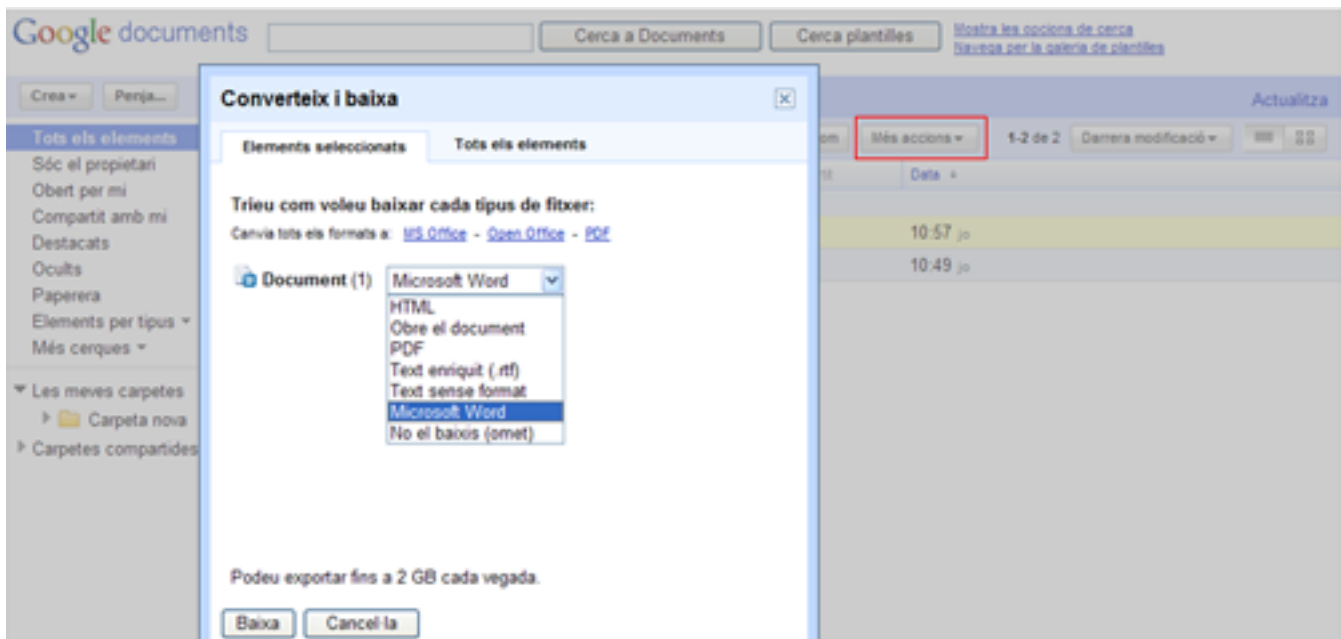 Google documents Cerca a Documents Cerca plantilles Mostra les opcions de cerca
Navega per la galeria de plantilles
Crea Penja...
Tots els elements
Sóc el propietari
Obert per mi
Compartit amb mi
Destacats
Ocults
Paperera
Elements per tipus
Més cerques
Les meves carpetes
Carpeta nova
Carpetes compartides
Converteix i baixa
Elements seleccionats Tots els elements
Trieu com voleu baixar cada tipus de fitxer:
Canvia tots els formats a: MS Office - Open Office - PDF
Document (1) Microsoft Word
HTML
Obre el document
PDF
Text enriquit (.rtf)
Text sense format
Microsoft Word
No el baixis (omet)
Podeu exportar fins a 2 GB cada vegada.
Baixa Cancel·la
Actualitza
om Més accions 1-2 de 2 Darrera modificació
Data
10:57 jo
10:49 jo